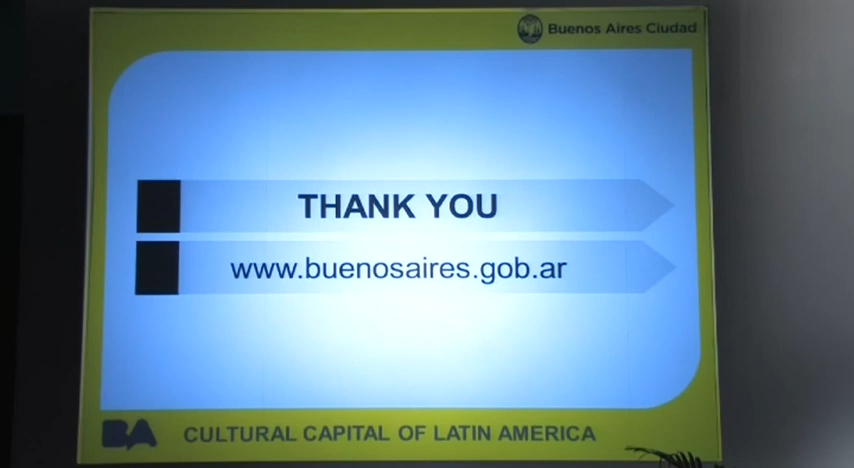 Buenos Aires Ciudad
THANK YOU
www.buenosaires.gob.ar
BA CULTURAL CAPITAL OF LATIN AMERICA